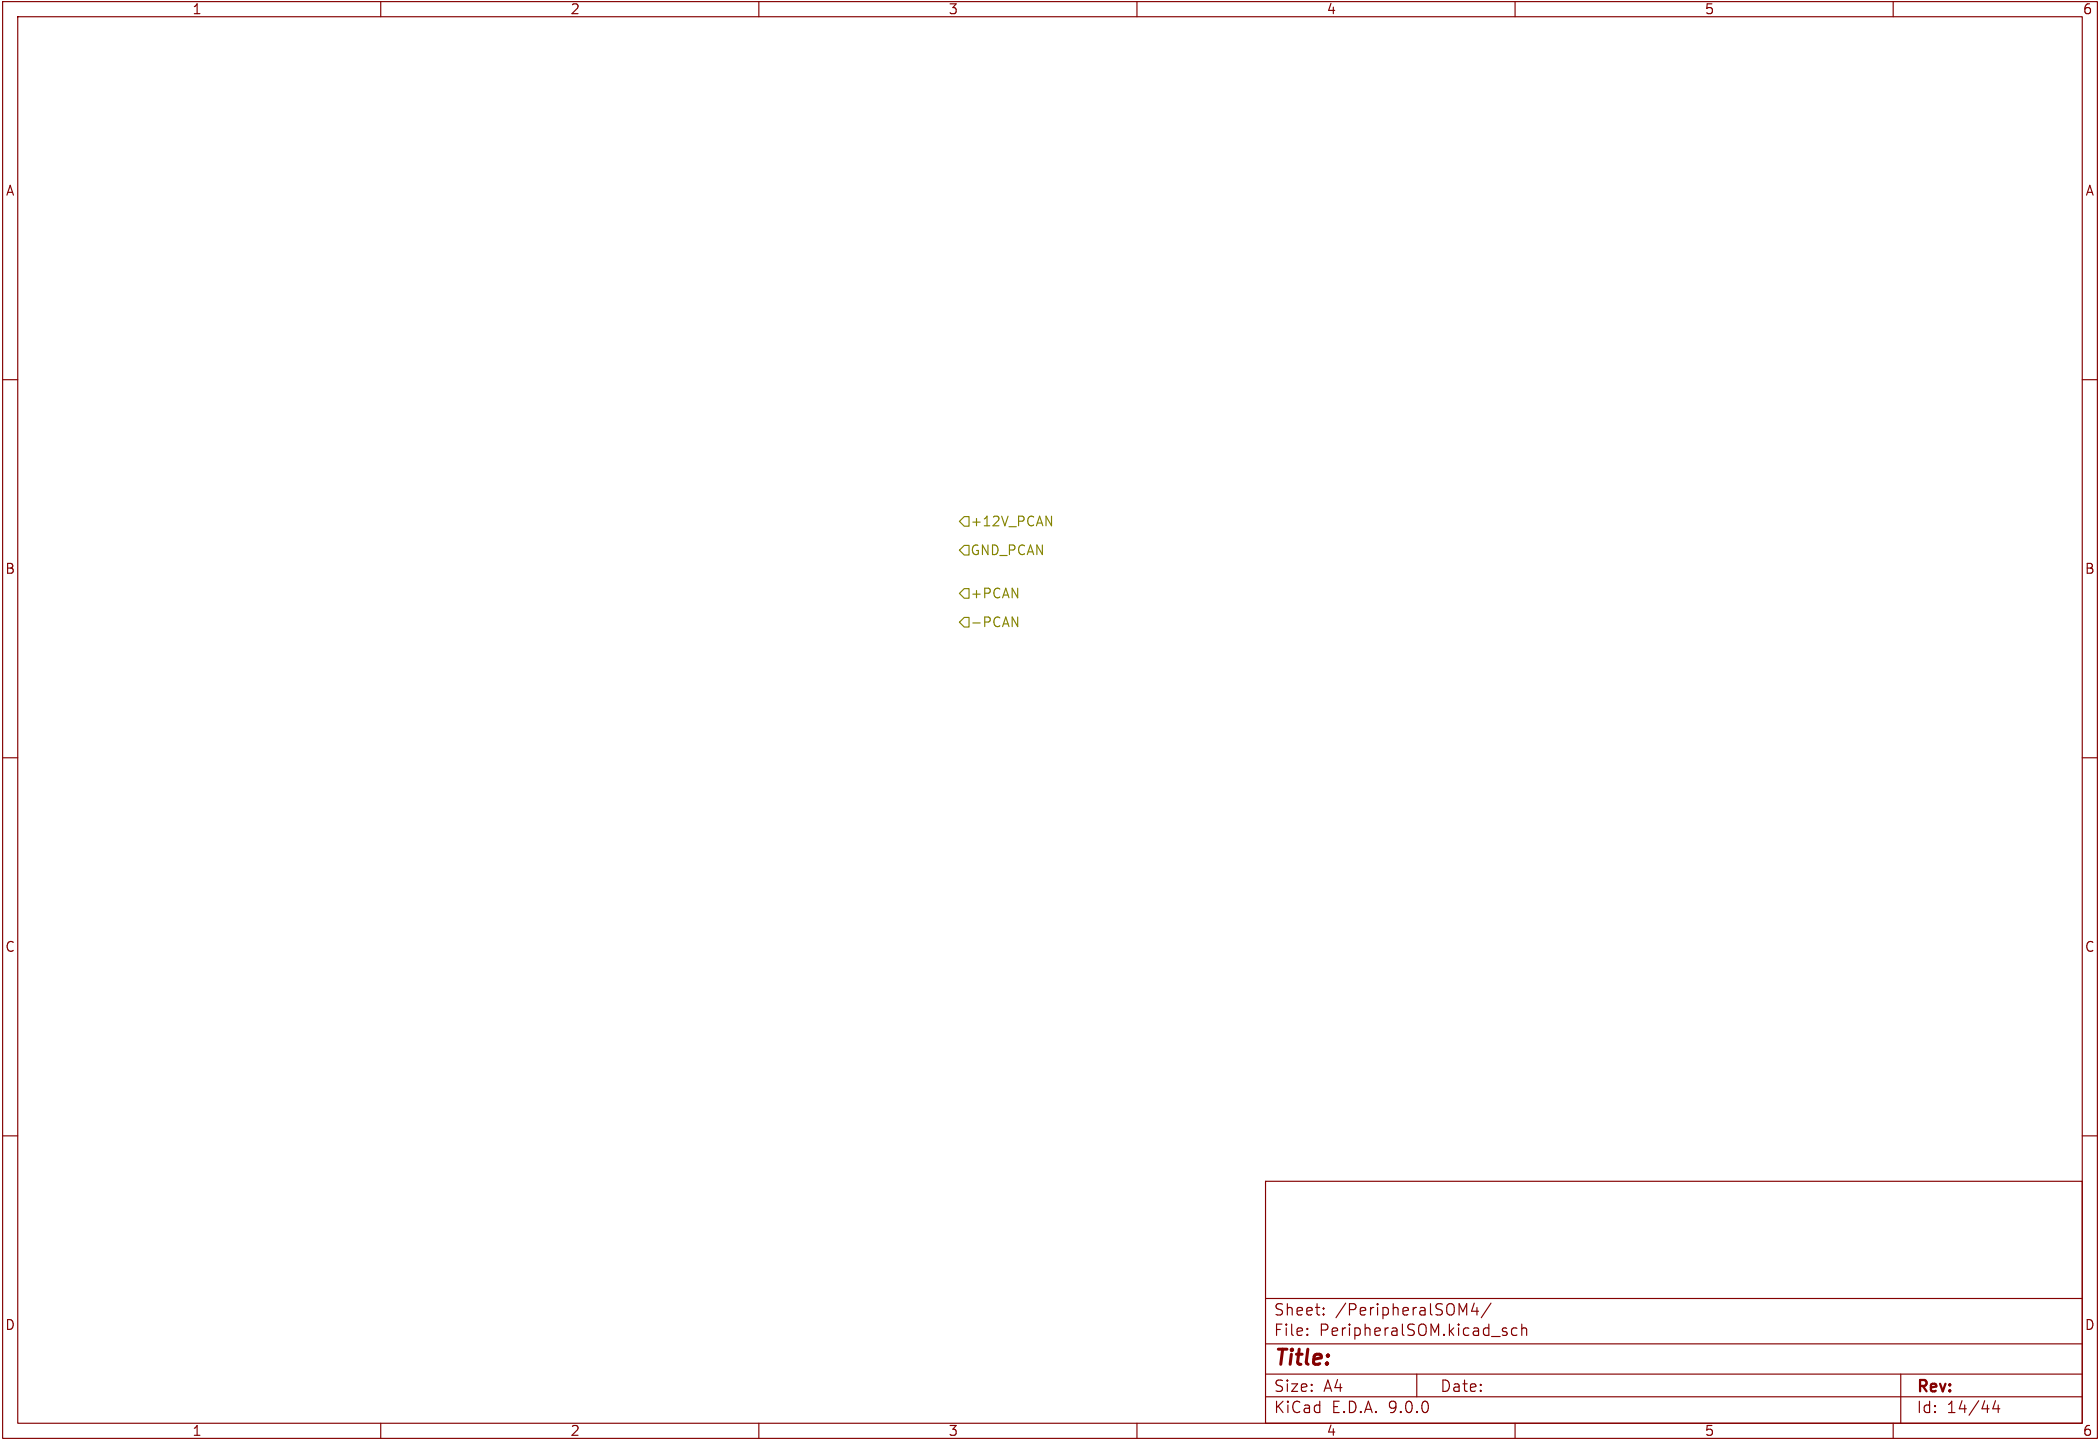 1 2 3 4 5 6
A A
+12V_PCAN
GND_PCAN
B B
+PCAN
-PCAN
C C
Sheet: /PeripheralSOM4/
D D
File: PeripheralSOM.kicad_sch
Title:
Size: A4 Date: Rev:
KiCad E.D.A. 9.0.0 Id: 14/44
1 2 3 4 5 6